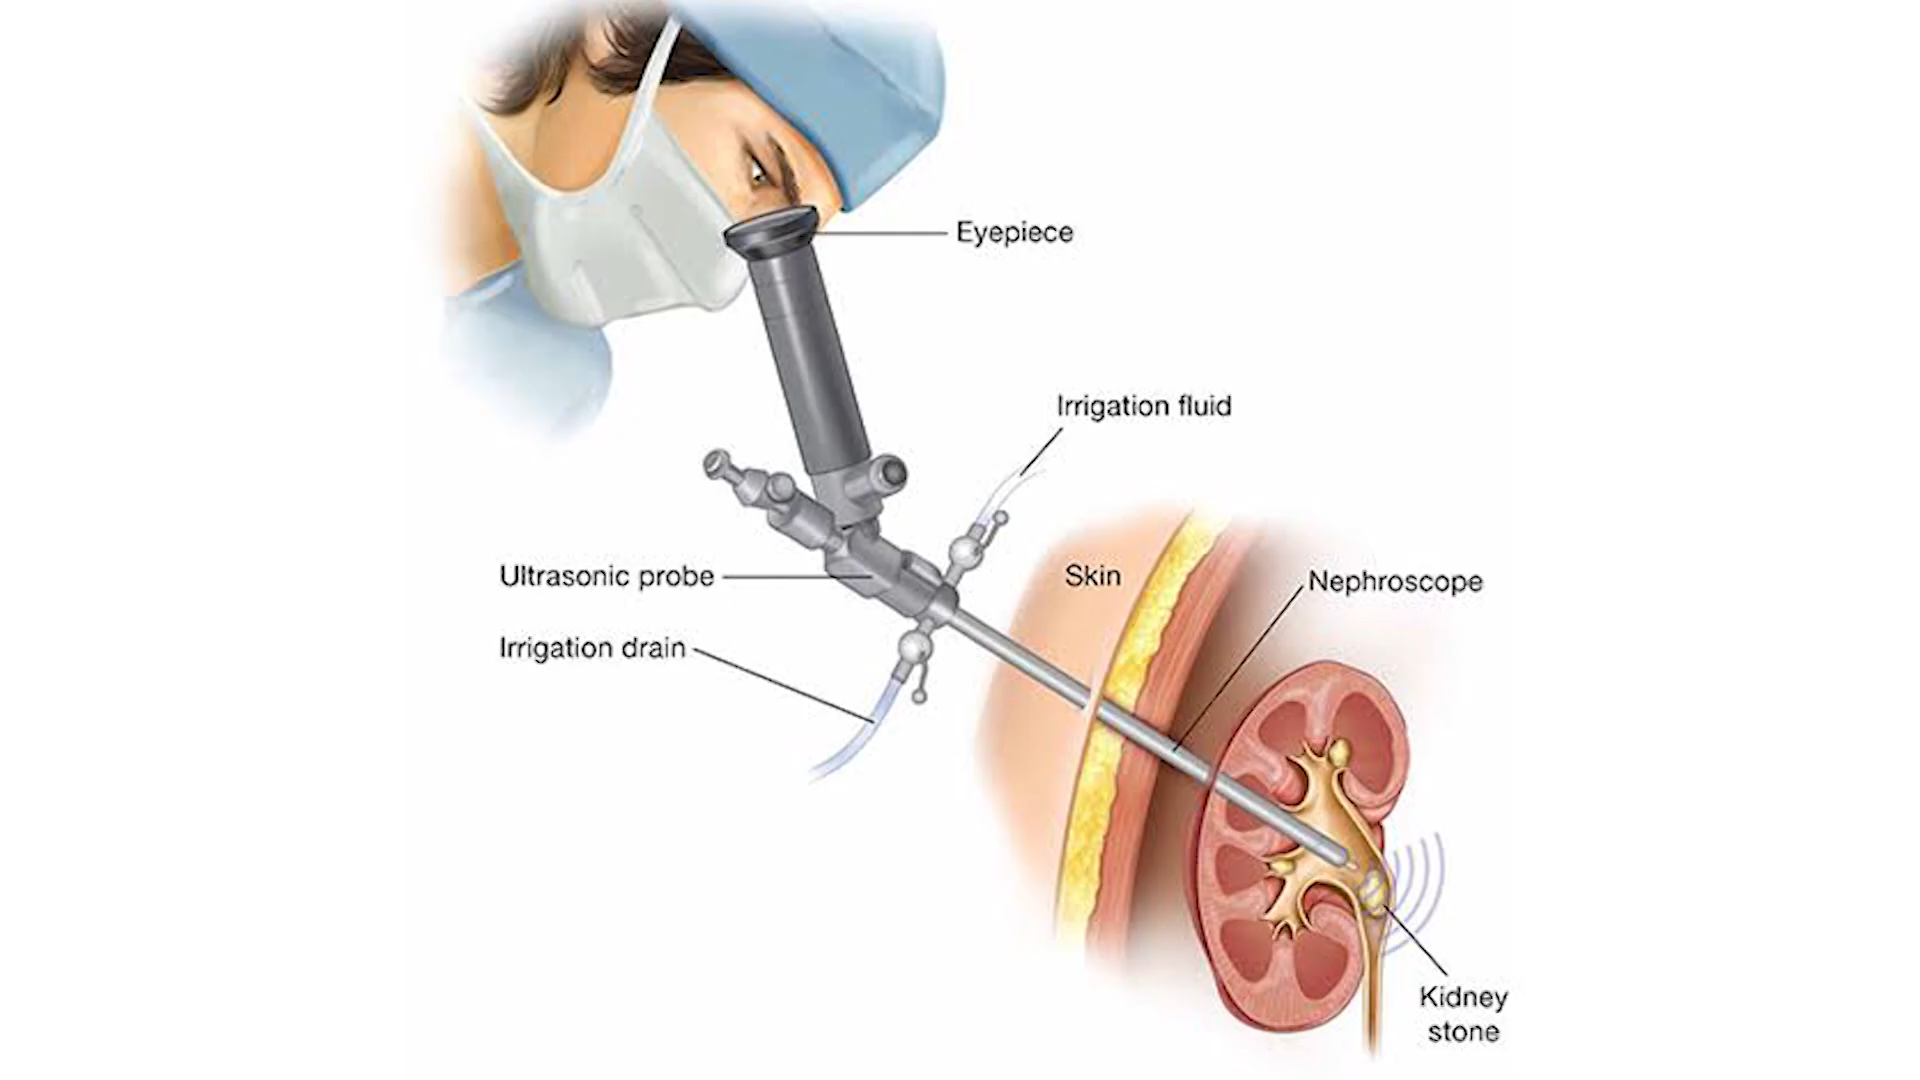 Eyepiece
Irrigation fluid
Ultrasonic probe
Skin
Nephroscope
Irrigation drain
Kidney
stone